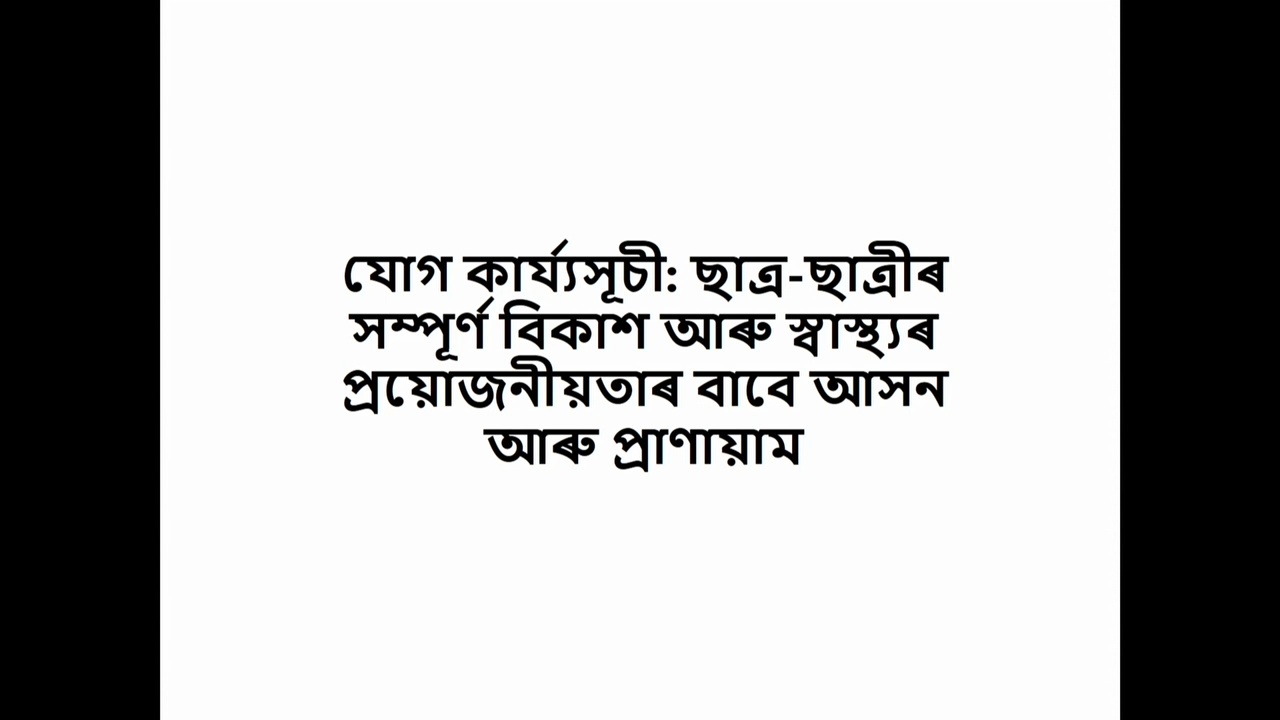 যোগ কাৰ্য্যসূচী: ছাত্ৰ-ছাত্ৰীৰ
সম্পূৰ্ণ বিকাশ আৰু স্বাস্থ্যৰ
প্ৰয়োজনীয়তাৰ বাবে আসন
আৰু প্ৰাণায়াম